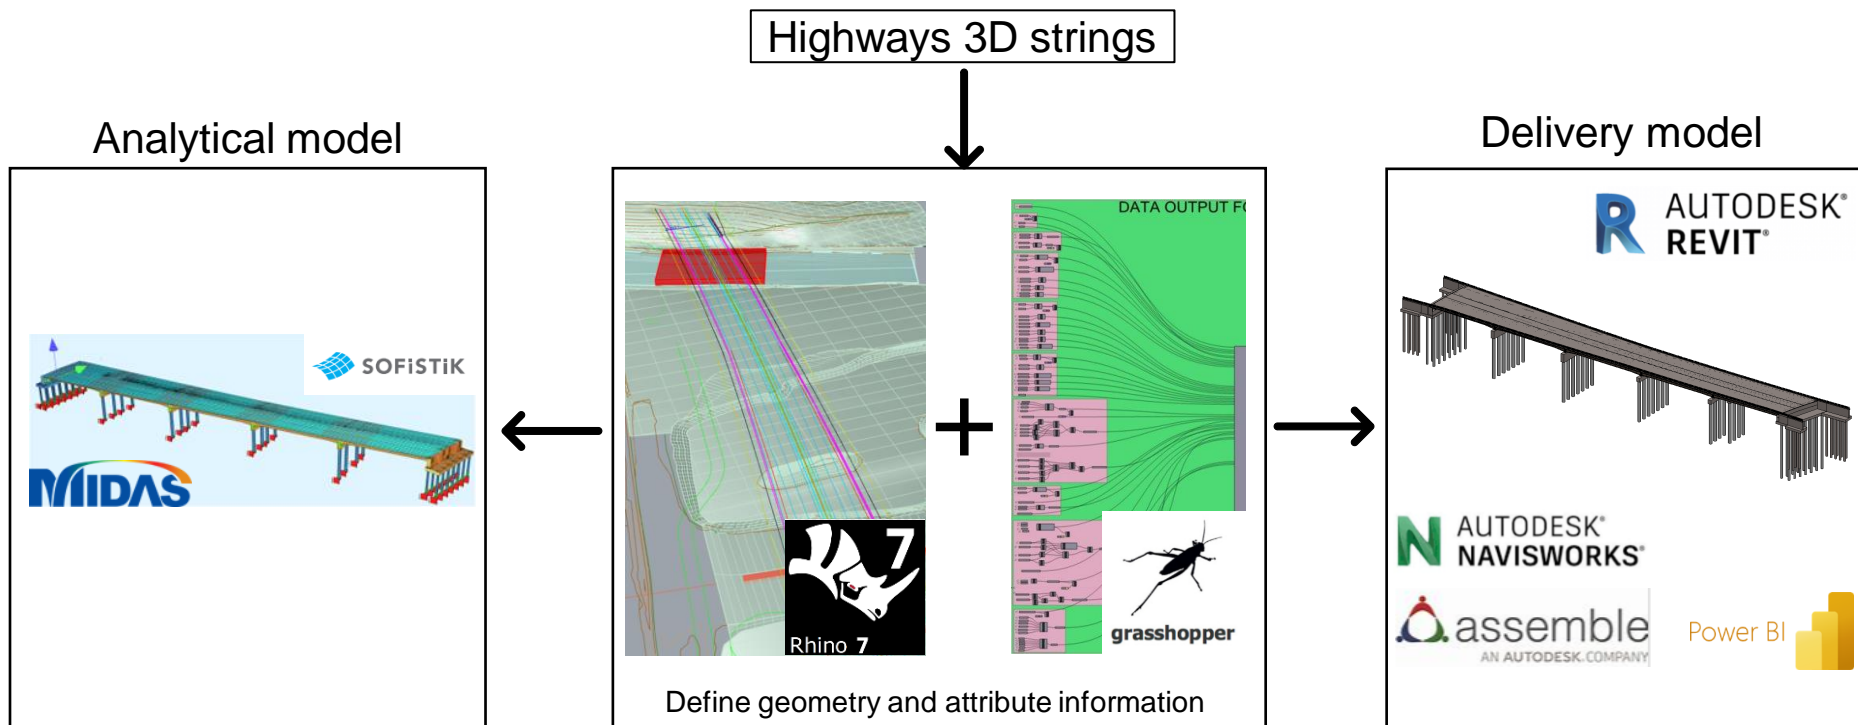 Highways 3D strings
Analytical model
SOFiSTiK
MIDAS
DATA OUTPUT FO
7
Rhino 7
grasshopper
Define geometry and attribute information
Delivery model
AUTODESK®
REVIT®
AUTODESK®
NAVISWORKS®
assemble
AN AUTODESK COMPANY
Power BI